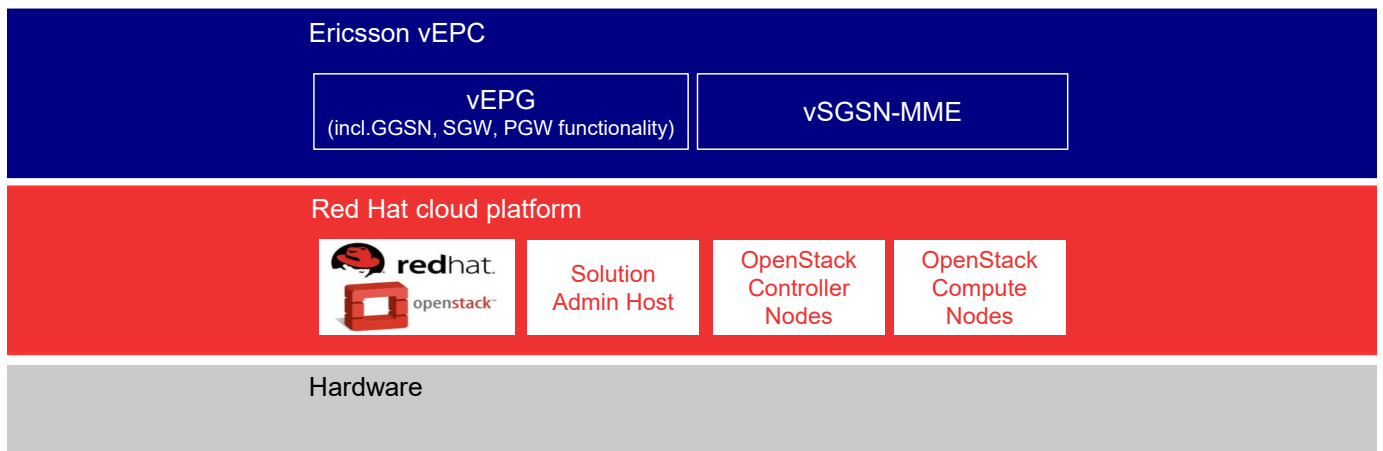 Ericsson vEPC
vEPG
(incl.GGSN, SGW, PGW functionality)
vSGSN-MME
Red Hat cloud platform
redhat.
openstack™
Solution
Admin Host
OpenStack
Controller
Nodes
OpenStack
Compute
Nodes
Hardware